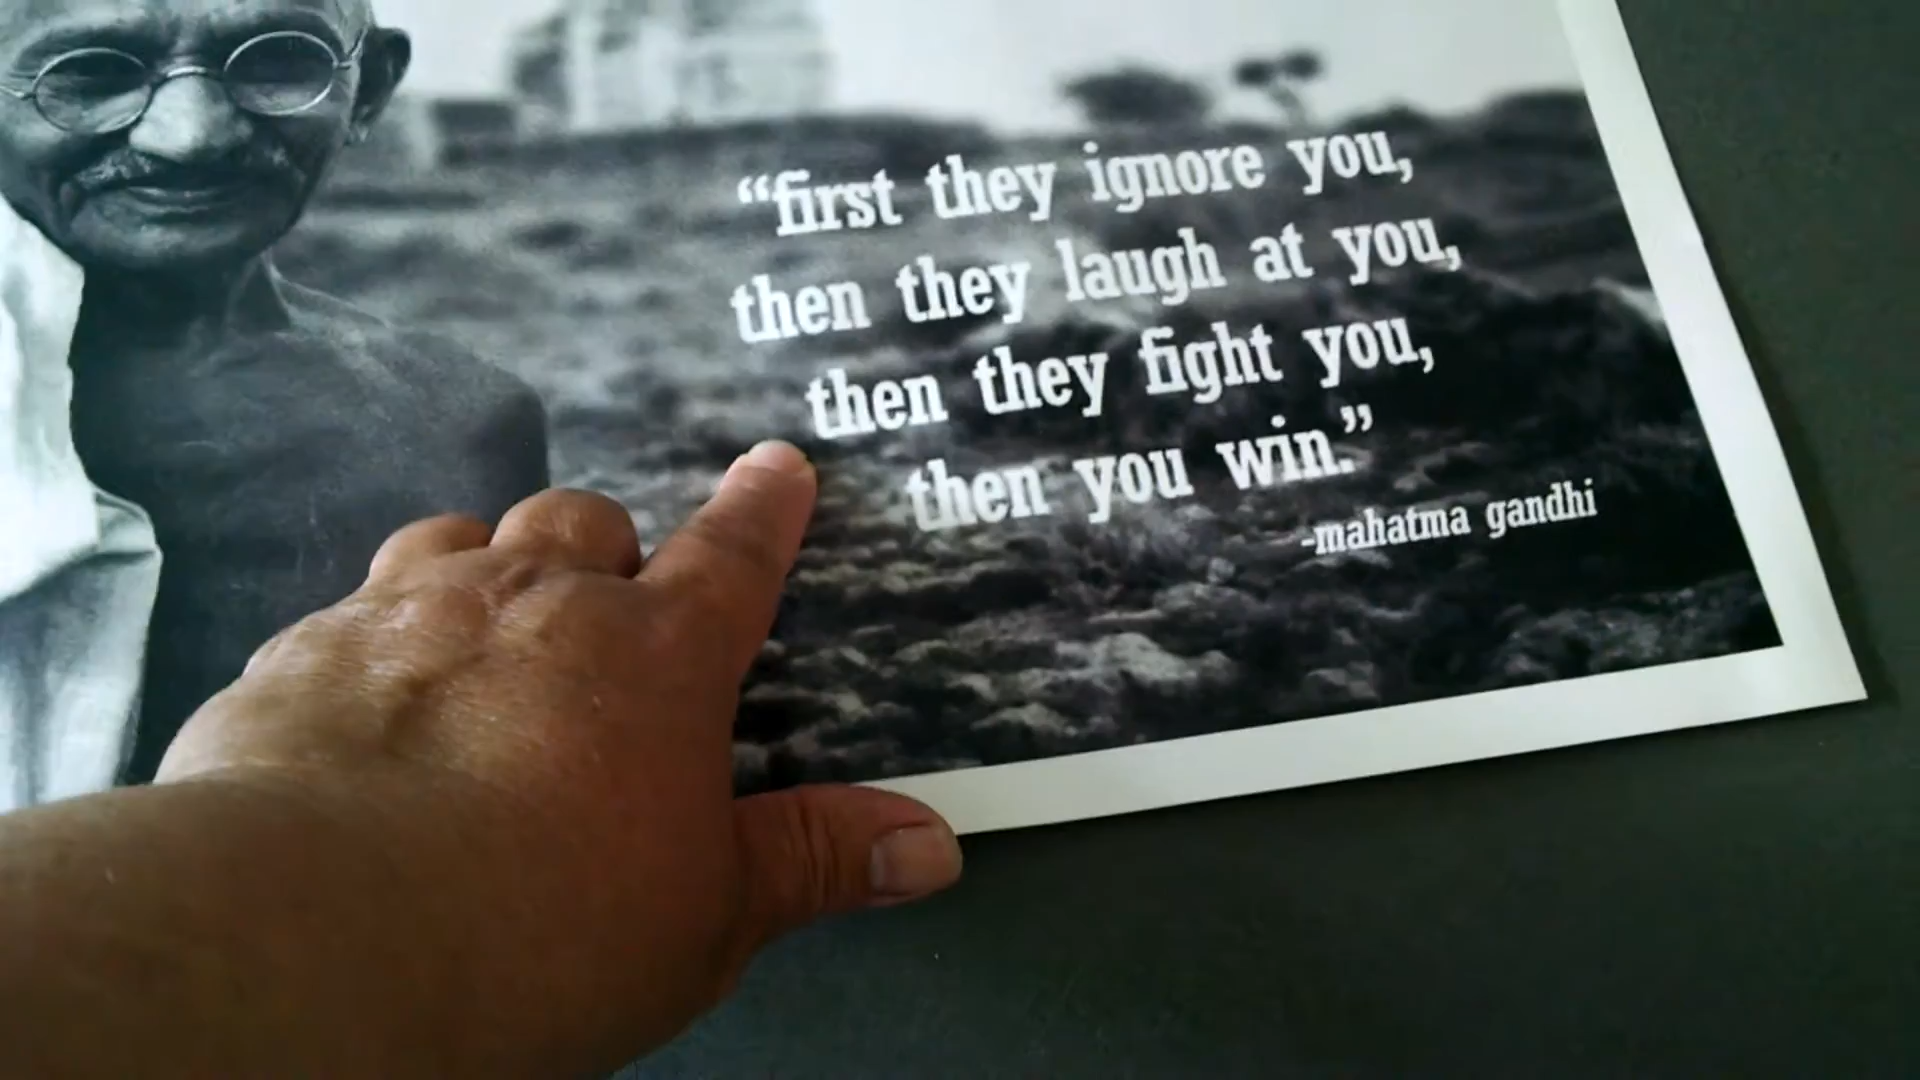 “first they ignore you,
then they laugh at you,
then they fight you,
then you win.”
-mahatma gandhi